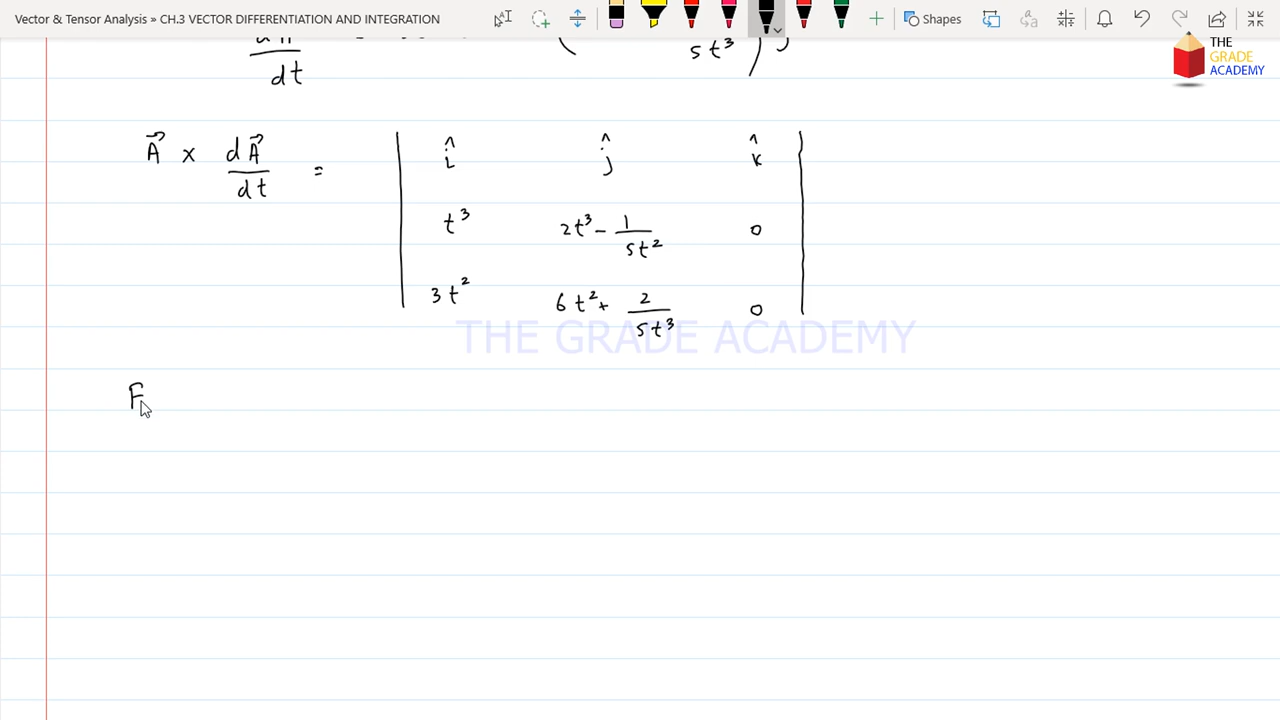 Vector & Tensor Analysis » CH.3 VECTOR DIFFERENTIATION AND INTEGRATION
Shapes
THE
GRADE
ACADEMY
dt
5t³
A⃗ × dA⃗/dt = | î ĵ k̂ |
| t³ 2t³ - 1/5t² 0 |
| 3t² 6t² + 2/5t³ 0 |
THE GRADE ACADEMY
F